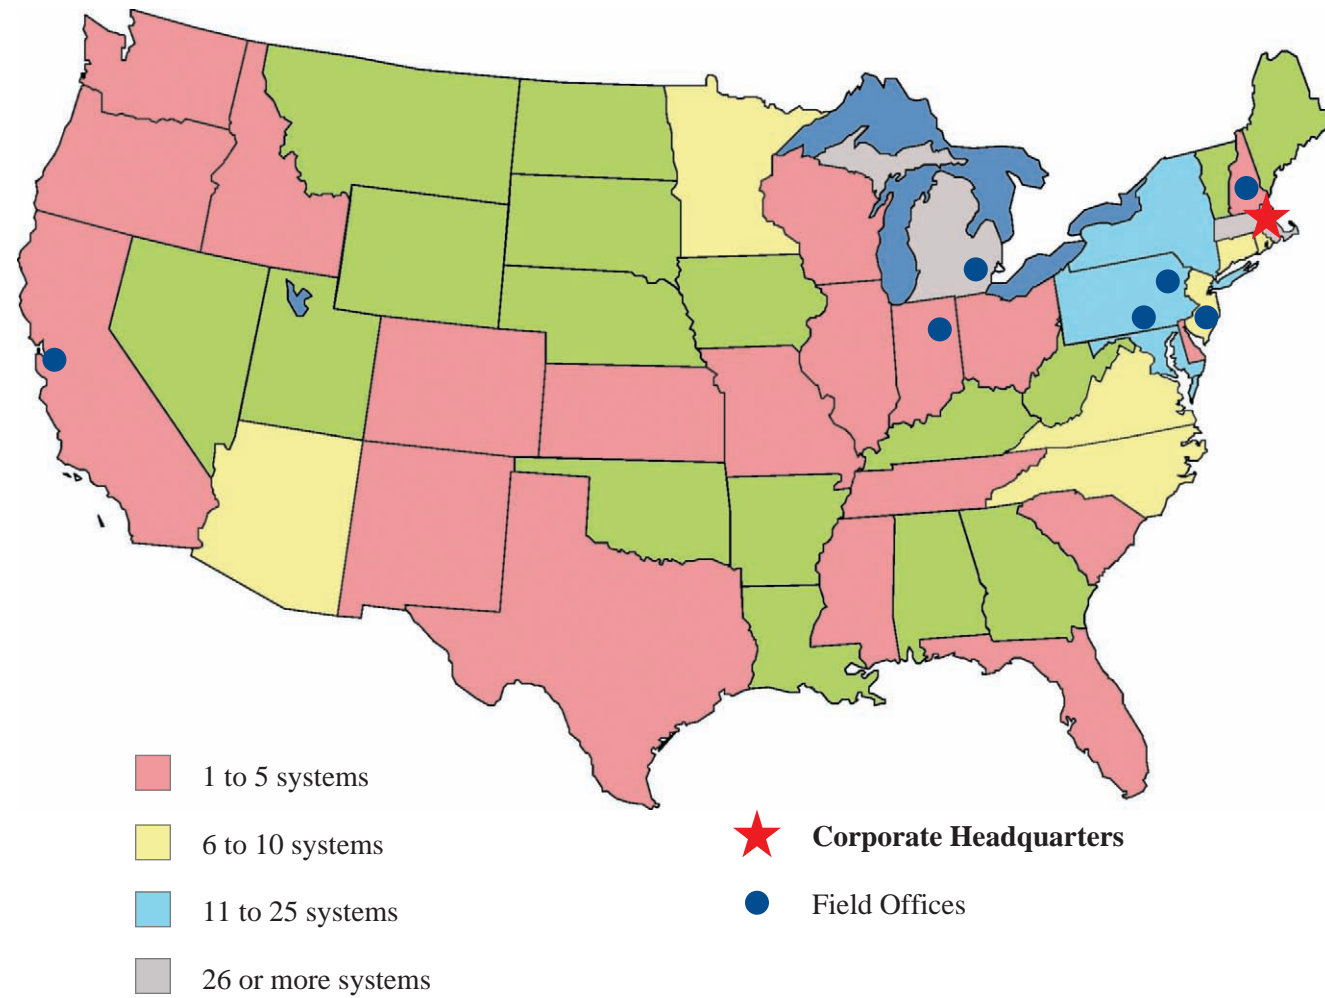 1 to 5 systems
6 to 10 systems
11 to 25 systems
26 or more systems
Corporate Headquarters
Field Offices